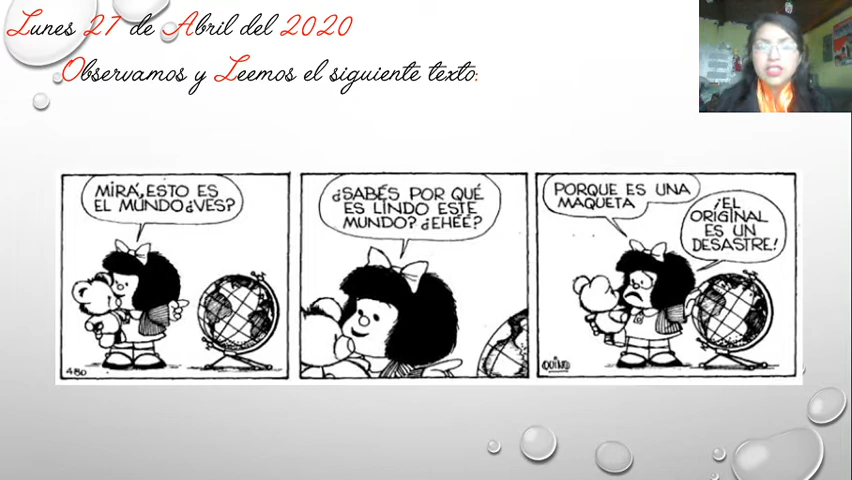 Lunes 27 de Abril del 2020
Observamos y Leemos el siguiente texto:
MIRÁ, ESTO ES
EL MUNDO ¿VES?
¿SABÉS POR QUÉ
ES LINDO ESTE
MUNDO? ¿EHÉE?
PORQUE ES UNA
MAQUETA
¡EL
ORIGINAL
ES UN
DESASTRE!
480
QUINO